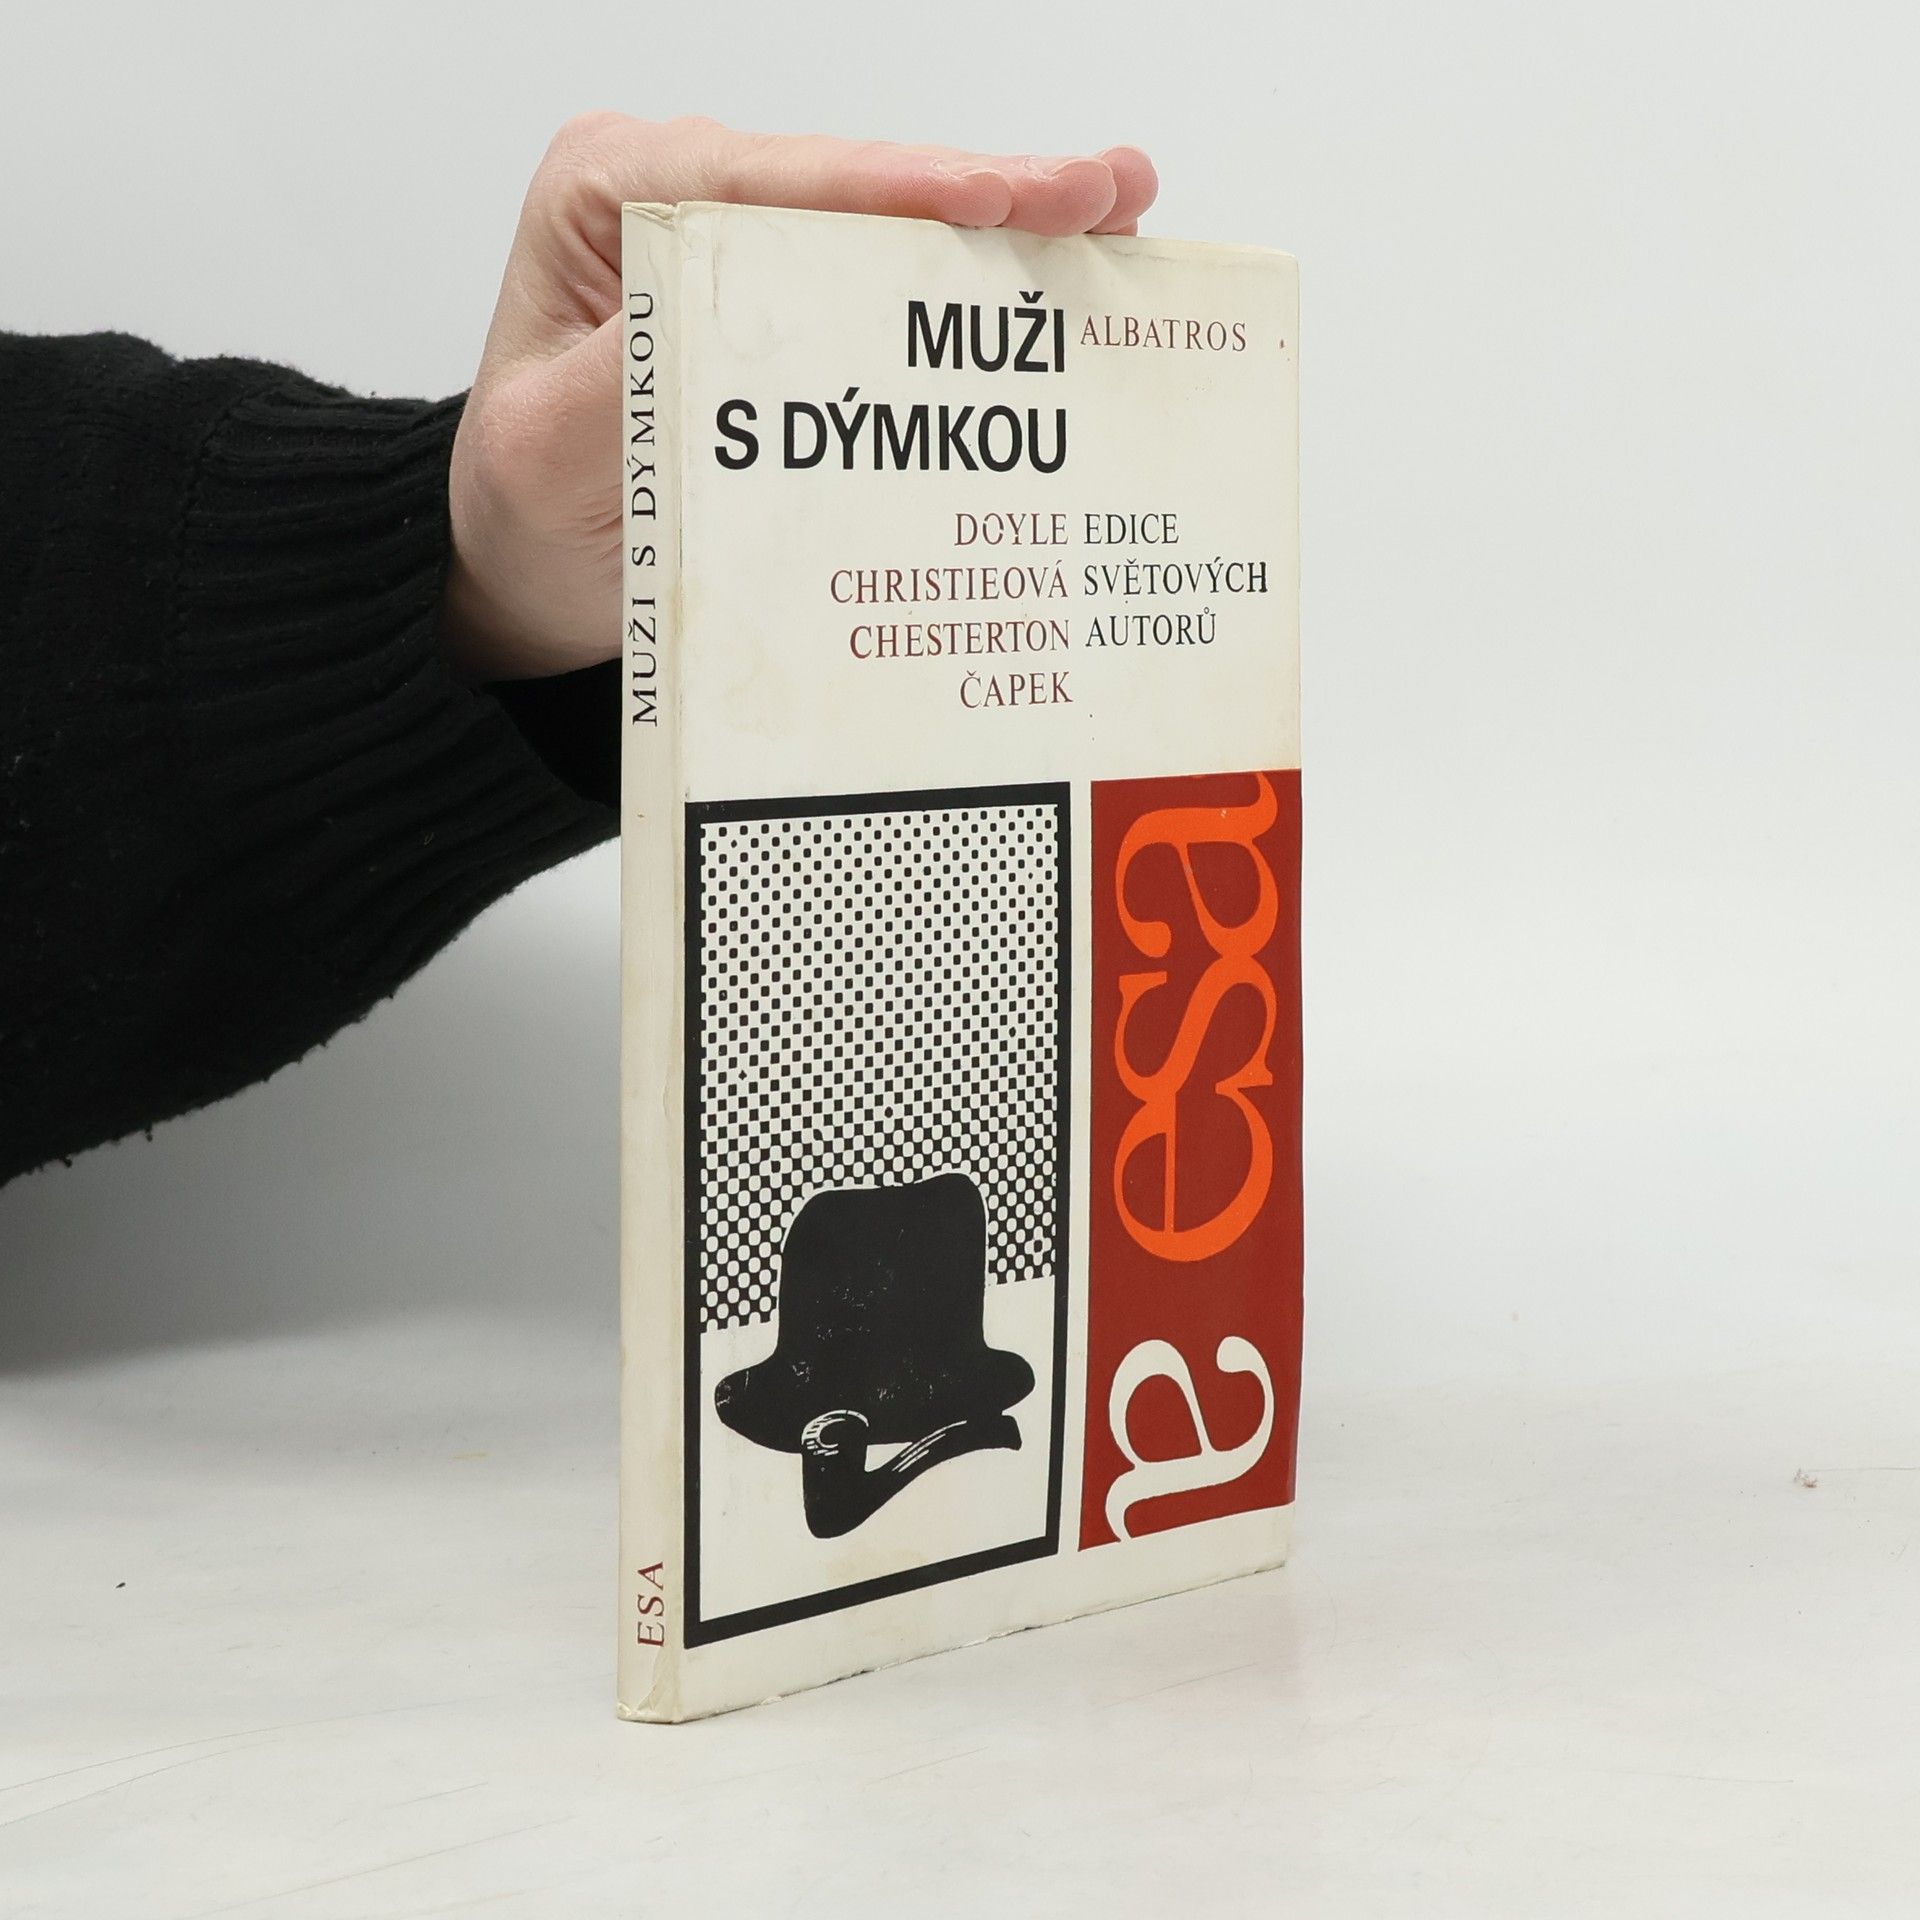 MUŽI S DÝMKOU
ESA
MUŽI
S DÝMKOU
ALBATROS
DOYLE
CHRISTIEOVÁ
CHESTERTON
ČAPEK
EDICE
SVĚTOVÝCH
AUTORŮ
esa